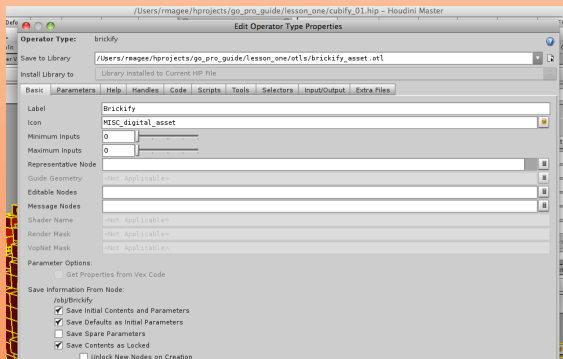 /Users/rmagee/hprojects/go_pro_guide/lesson_one/cubify_01.hip - Houdini Master
Edit Operator Type Properties
Operator Type: brickify
Save to Library /Users/rmagee/hprojects/go_pro_guide/lesson_one/otls/brickify_asset.otl
Install Library to Library Installed to Current HIP File
Basic Parameters Help Handles Code Scripts Tools Selectors Input/Output Extra Files
Label Brickify
Icon MISC_digital_asset
Minimum Inputs 0
Maximum Inputs 0
Representative Node
Guide Geometry <Not Applicable>
Editable Nodes
Message Nodes
Shader Name <Not Applicable>
Render Mask <Not Applicable>
VopNet Mask <Not Applicable>
Parameter Options:
Get Properties from Vex Code
Save Information From Node:
/obj/Brickify
Save Initial Contents and Parameters
Save Defaults as Initial Parameters
Save Spare Parameters
Save Contents as Locked
Unlock New Nodes on Creation